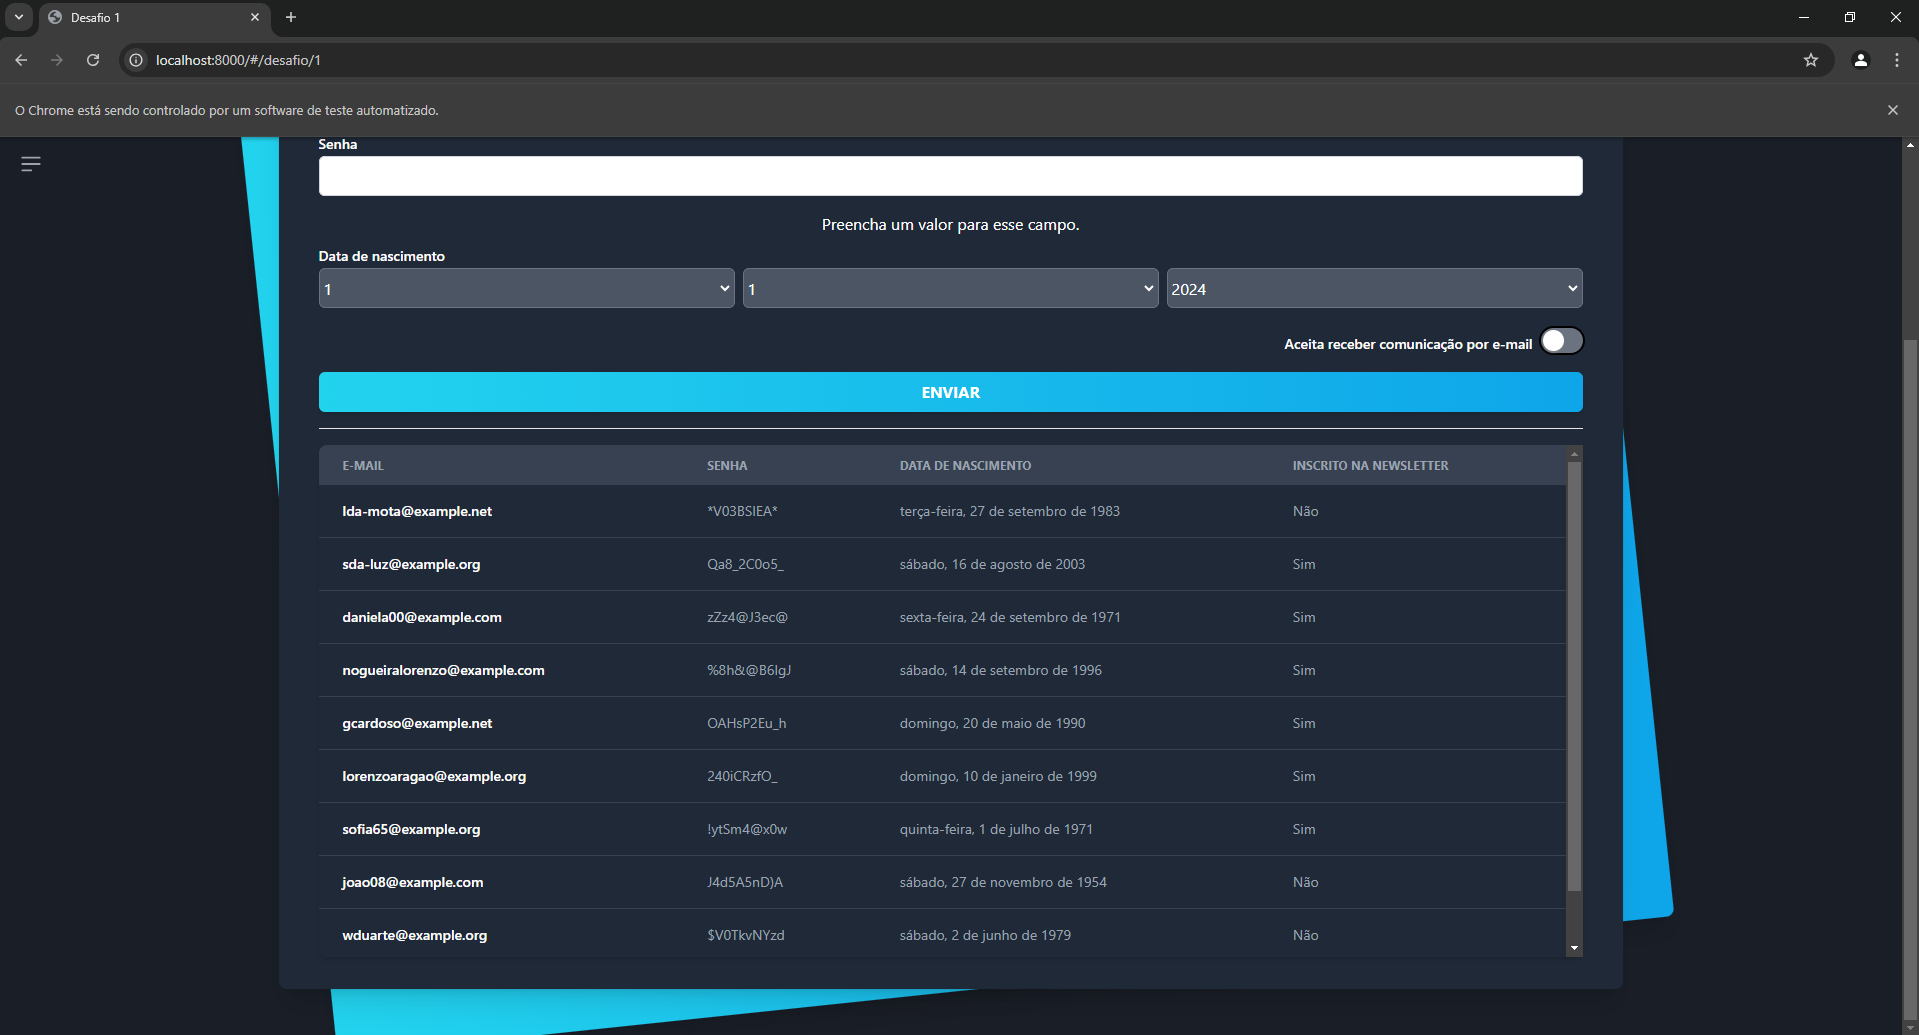 Desafio 1
localhost:8000/#/desafio/1
O Chrome está sendo controlado por um software de teste automatizado.
Senha
Preencha um valor para esse campo.
Data de nascimento
1 1 2024
Aceita receber comunicação por e-mail
ENVIAR
E-MAIL SENHA DATA DE NASCIMENTO INSCRITO NA NEWSLETTER
lda-mota@example.net *V03BSIEA* terça-feira, 27 de setembro de 1983 Não
sda-luz@example.org Qa8_2C0o5_ sábado, 16 de agosto de 2003 Sim
daniela00@example.com zZz4@J3ec@ sexta-feira, 24 de setembro de 1971 Sim
nogueiralorenzo@example.com %8h&@B6IgJ sábado, 14 de setembro de 1996 Sim
gcardoso@example.net OAHsP2Eu_h domingo, 20 de maio de 1990 Sim
lorenzoaragao@example.org 240iCRzfO_ domingo, 10 de janeiro de 1999 Sim
sofia65@example.org !ytSm4@x0w quinta-feira, 1 de julho de 1971 Sim
joao08@example.com J4d5A5nD)A sábado, 27 de novembro de 1954 Não
wduarte@example.org $V0TkvNYzd sábado, 2 de junho de 1979 Não